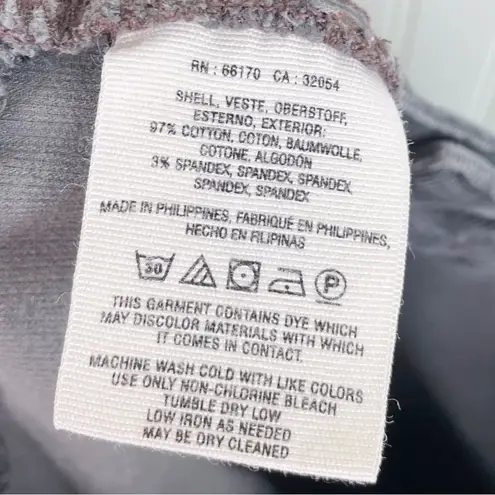 RN : 66170 CA : 32054
SHELL, VESTE, OBERSTOFF,
ESTERNO, EXTERIOR:
97% COTTON, COTON, BAUMWOLLE,
COTONE, ALGODON
3% SPANDEX, SPANDEX, SPANDEX,
SPANDEX, SPANDEX
MADE IN PHILIPPINES, FABRIQUÉ EN PHILIPPINES,
HECHO EN FILIPINAS
30 P
THIS GARMENT CONTAINS DYE WHICH
MAY DISCOLOR MATERIALS WITH WHICH
IT COMES IN CONTACT.
MACHINE WASH COLD WITH LIKE COLORS
USE ONLY NON-CHLORINE BLEACH
TUMBLE DRY LOW
LOW IRON AS NEEDED
MAY BE DRY CLEANED